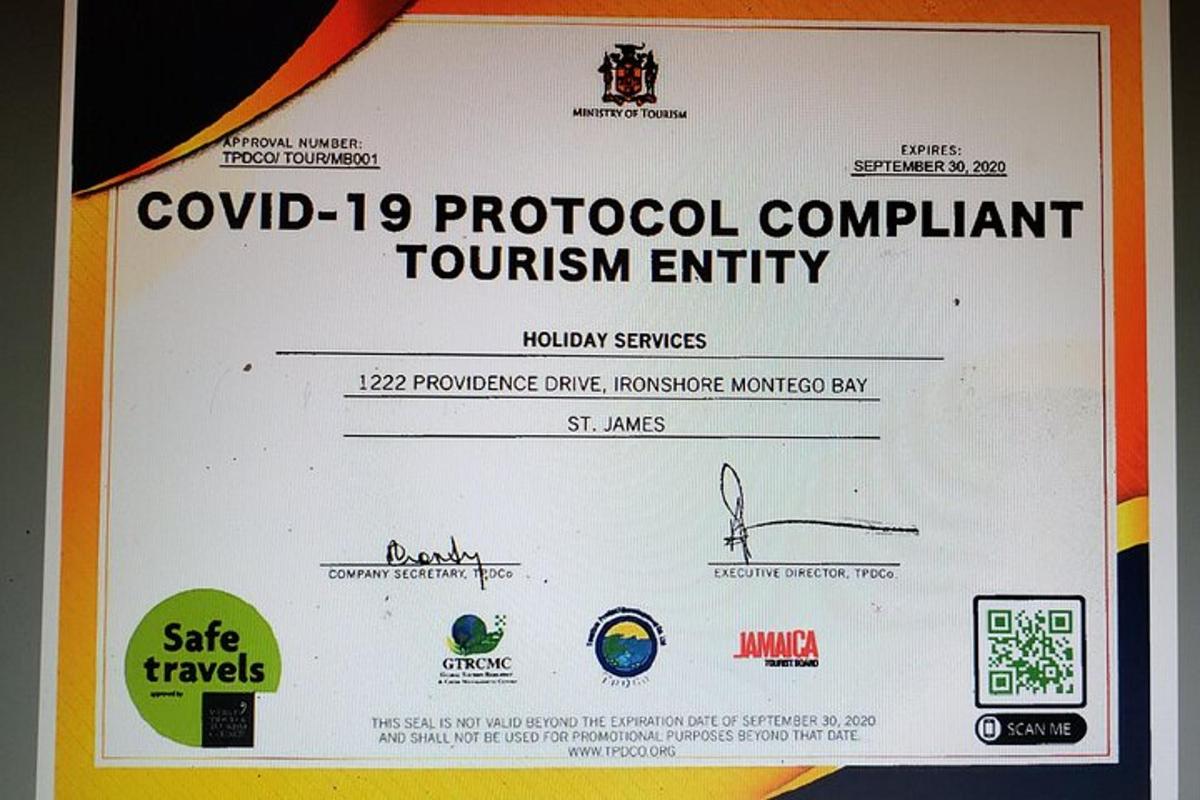 MINISTRY OF TOURISM
APPROVAL NUMBER:
TPDCO/ TOUR/MB001
EXPIRES:
SEPTEMBER 30, 2020
COVID-19 PROTOCOL COMPLIANT
TOURISM ENTITY
HOLIDAY SERVICES
1222 PROVIDENCE DRIVE, IRONSHORE MONTEGO BAY
ST. JAMES
COMPANY SECRETARY, TPDCo
EXECUTIVE DIRECTOR, TPDCo.
Safe
travels
approved by
GTRCMC
JAMAICA
TOURIST BOARD
SCAN ME
THIS SEAL IS NOT VALID BEYOND THE EXPIRATION DATE OF SEPTEMBER 30, 2020
AND SHALL NOT BE USED FOR PROMOTIONAL PURPOSES BEYOND THAT DATE.
WWW.TPDCO.ORG